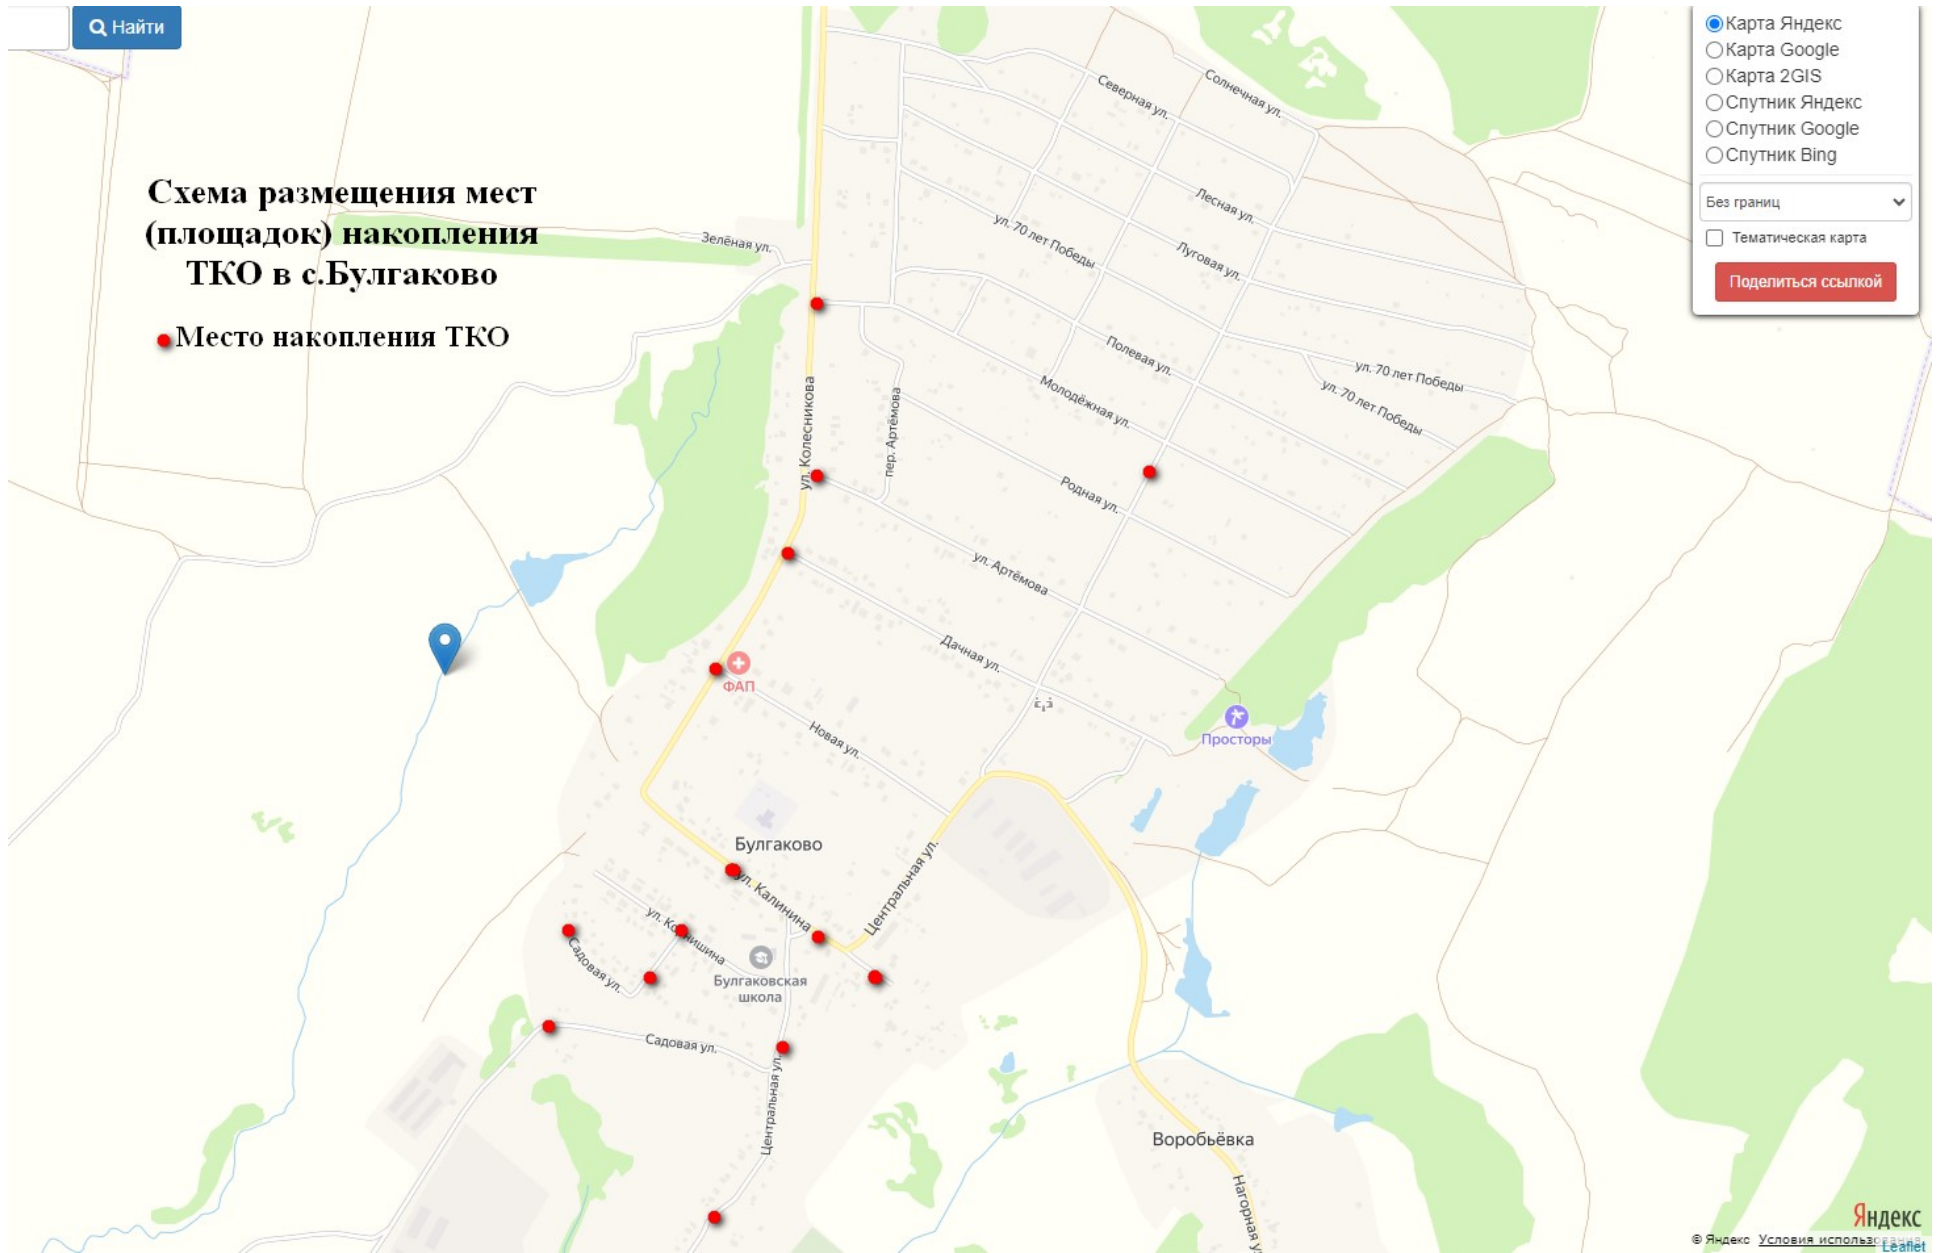 Найти
Карта Яндекс
Карта Google
Карта 2GIS
Спутник Яндекс
Спутник Google
Спутник Bing
Без границ
Тематическая карта
Поделиться ссылкой
Схема размещения мест
(площадок) накопления
ТКО в с.Булгаково
Место накопления ТКО
Северная ул.
Солнечная ул.
Лесная ул.
ул. 70 лет Победы
Луговая ул.
Зелёная ул.
Полевая ул.
ул. 70 лет Победы
ул. 70 лет Победы
Молодёжная ул.
ул. Колесникова
пер. Артёмова
Родная ул.
ул. Артёмова
Дачная ул.
ФАП
Новая ул.
Просторы
Булгаково
ул. Калинина
Центральная ул.
ул.
Садовая ул.
Булгаковская
школа
Садовая ул.
Центральная ул.
Воробьёвка
Нагорная у
Яндекс
© Яндекс Условия использования
Leaflet